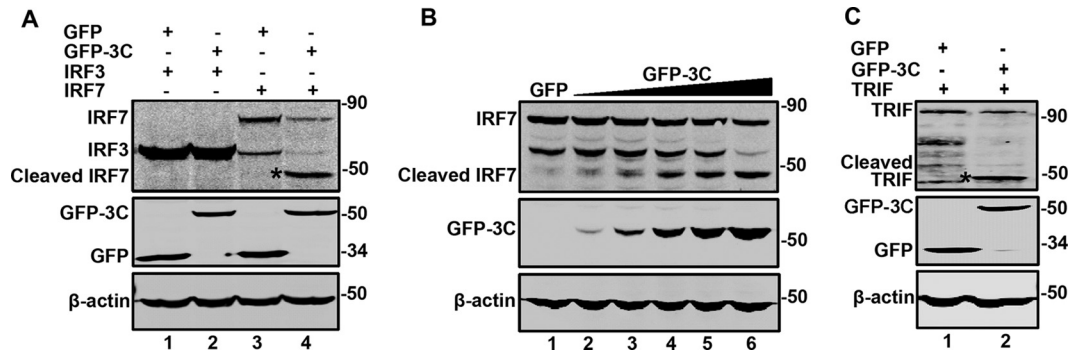 A
GFP + - + -
GFP-3C - + - +
IRF3 + + - -
IRF7 - - + +
IRF7
IRF3
Cleaved IRF7
*
-90
-50
GFP-3C
GFP
-50
-34
β-actin
-50
1 2 3 4
B
GFP-3C
GFP
IRF7
Cleaved IRF7
-90
-50
GFP-3C
-50
β-actin
-50
1 2 3 4 5 6
C
GFP + -
GFP-3C - +
TRIF + +
TRIF
Cleaved
TRIF
*
-90
-50
GFP-3C
GFP
-50
-34
β-actin
-50
1 2